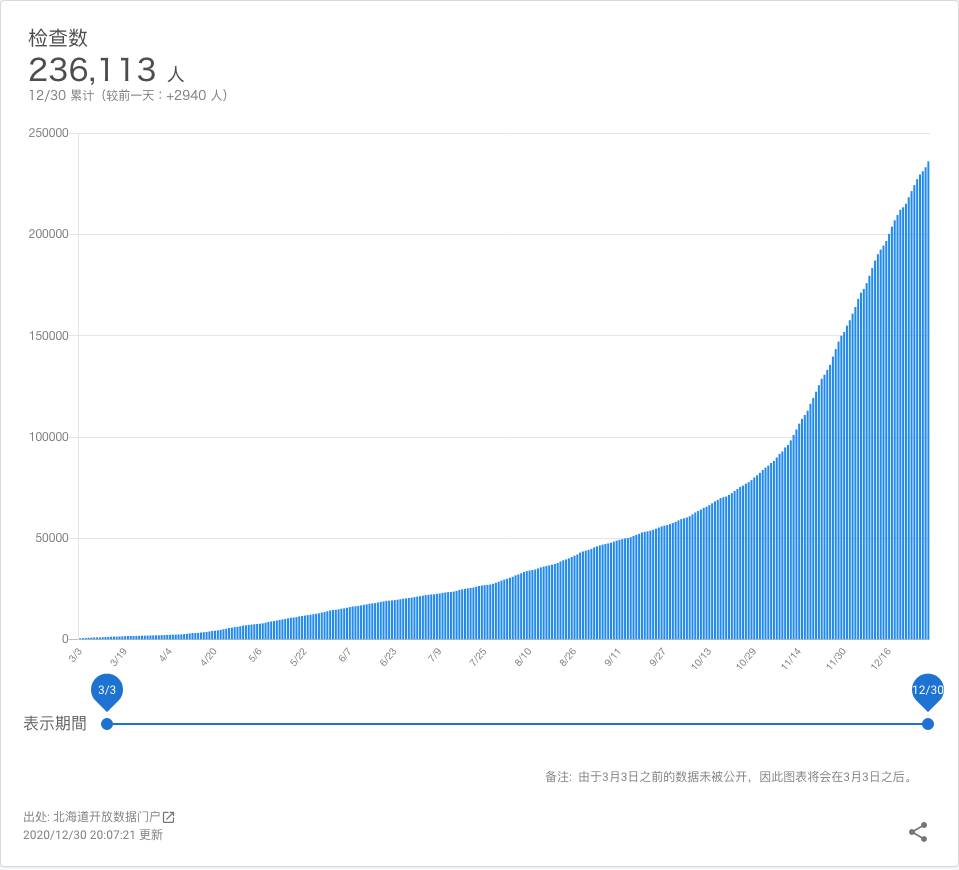 检查数
236,113 人
12/30 累计（较前一天：+2940 人）
250000
200000
150000
100000
50000
0
3/3 3/19 4/4 4/20 5/6 5/22 6/7 6/23 7/9 7/25 8/10 8/26 9/11 9/27 10/13 10/29 11/14 11/30 12/16
3/3 12/30
表示期間
备注: 由于3月3日之前的数据未被公开，因此图表将会在3月3日之后。
出处: 北海道开放数据门户
2020/12/30 20:07:21 更新